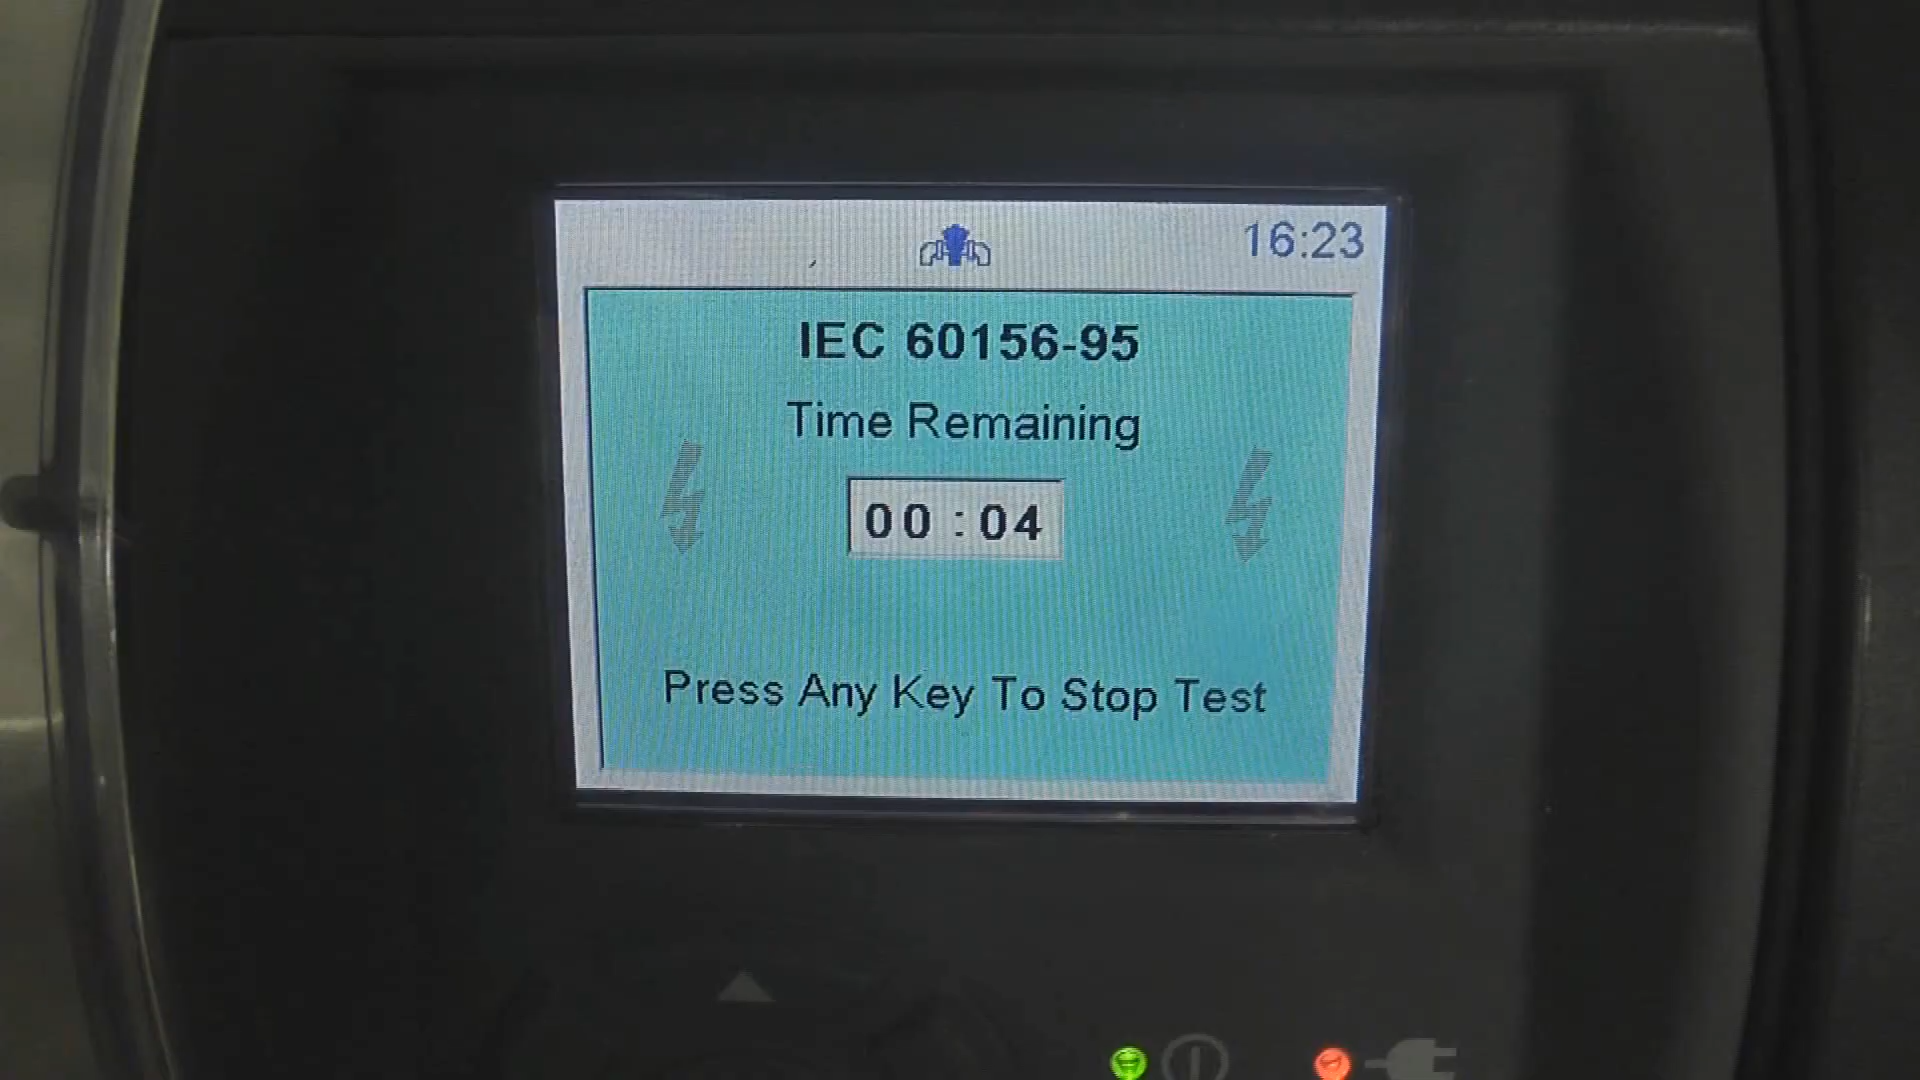 16:23
IEC 60156-95
Time Remaining
00 : 04
Press Any Key To Stop Test